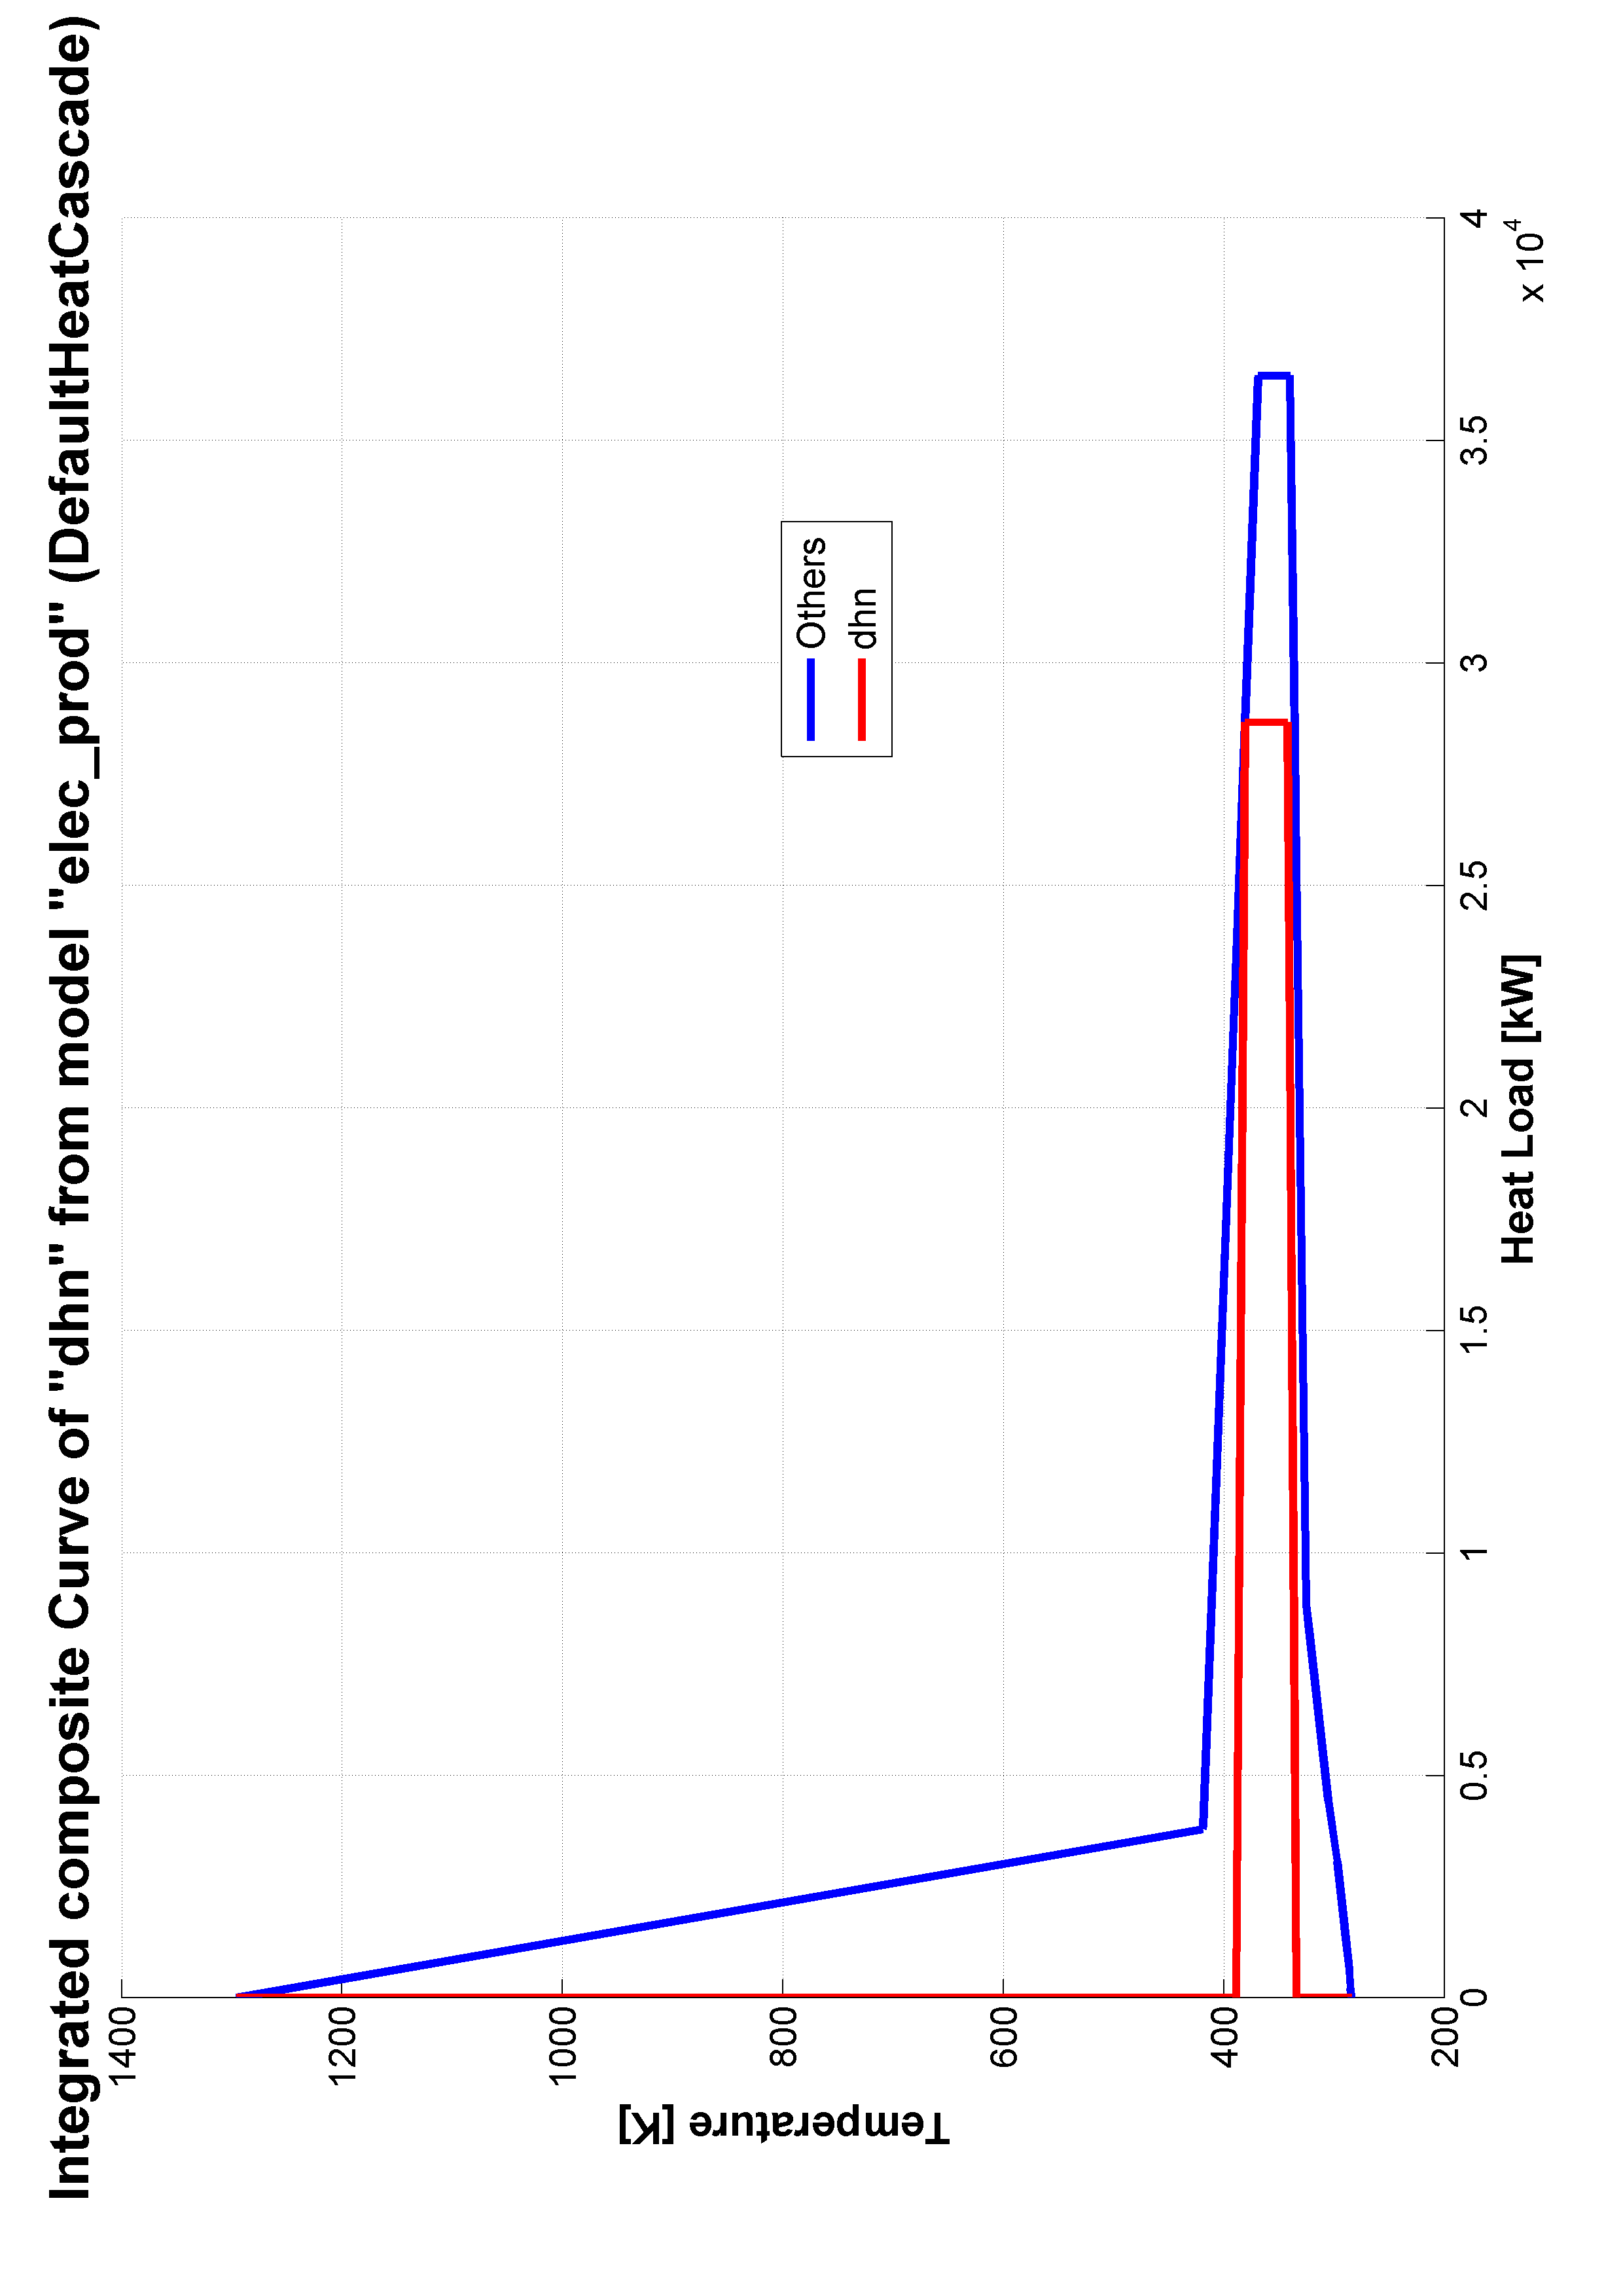 Integrated composite Curve of "dhn" from model "elec_prod" (DefaultHeatCascade)
Temperature [K]
1400
1200
1000
800
600
400
200
Others
dhn
0
0.5
1
1.5
2
2.5
3
3.5
4
x 10^4
Heat Load [kW]